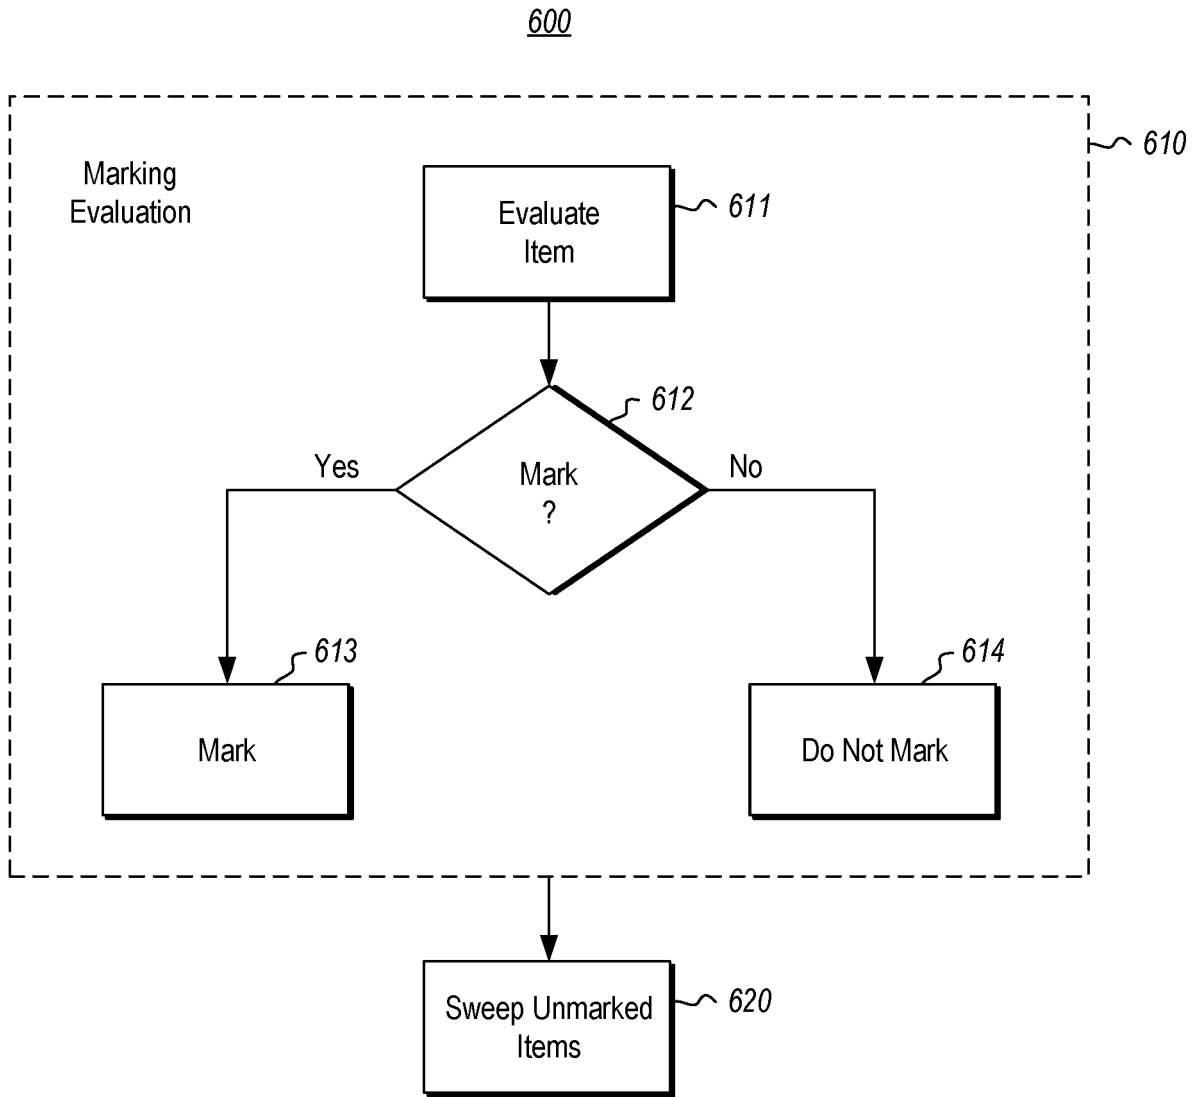 600
610
Marking
Evaluation
611
Evaluate
Item
612
Yes
No
Mark
?
613
614
Mark
Do Not Mark
620
Sweep Unmarked
Items